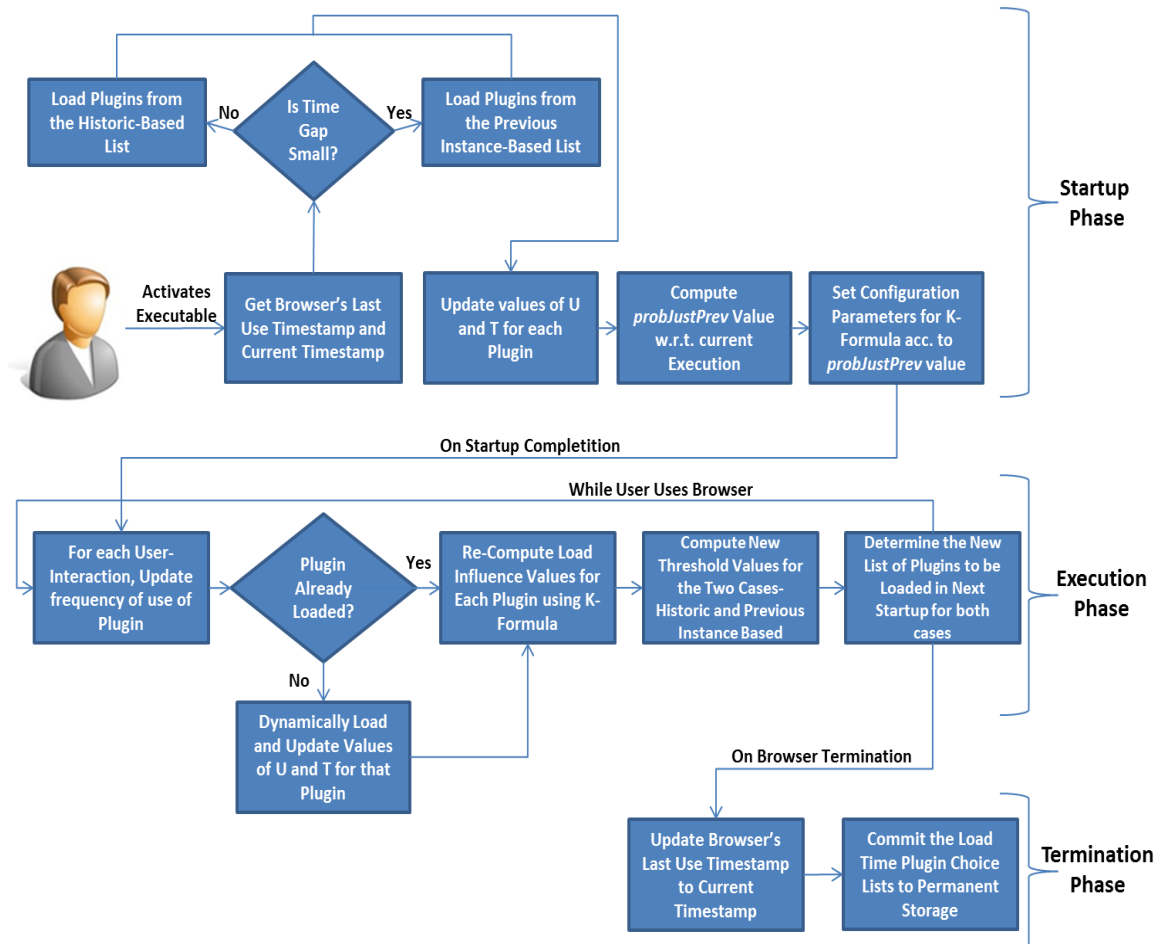 Load Plugins from
the Historic-Based
List
No
Is Time
Gap
Small?
Yes
Load Plugins from
the Previous
Instance-Based List
Startup
Phase
Activates
Executable
Get Browser's Last
Use Timestamp and
Current Timestamp
Update values of U
and T for each
Plugin
Compute
probJustPrev Value
w.r.t. current
Execution
Set Configuration
Parameters for K-
Formula acc. to
probJustPrev value
On Startup Completition
While User Uses Browser
For each User-
Interaction, Update
frequency of use of
Plugin
Plugin
Already
Loaded?
Yes
Re-Compute Load
Influence Values for
Each Plugin using K-
Formula
Compute New
Threshold Values for
the Two Cases-
Historic and Previous
Instance Based
Determine the New
List of Plugins to be
Loaded in Next
Startup for both
cases
Execution
Phase
No
Dynamically Load
and Update Values
of U and T for that
Plugin
On Browser Termination
Update Browser's
Last Use Timestamp
to Current
Timestamp
Commit the Load
Time Plugin Choice
Lists to Permanent
Storage
Termination
Phase